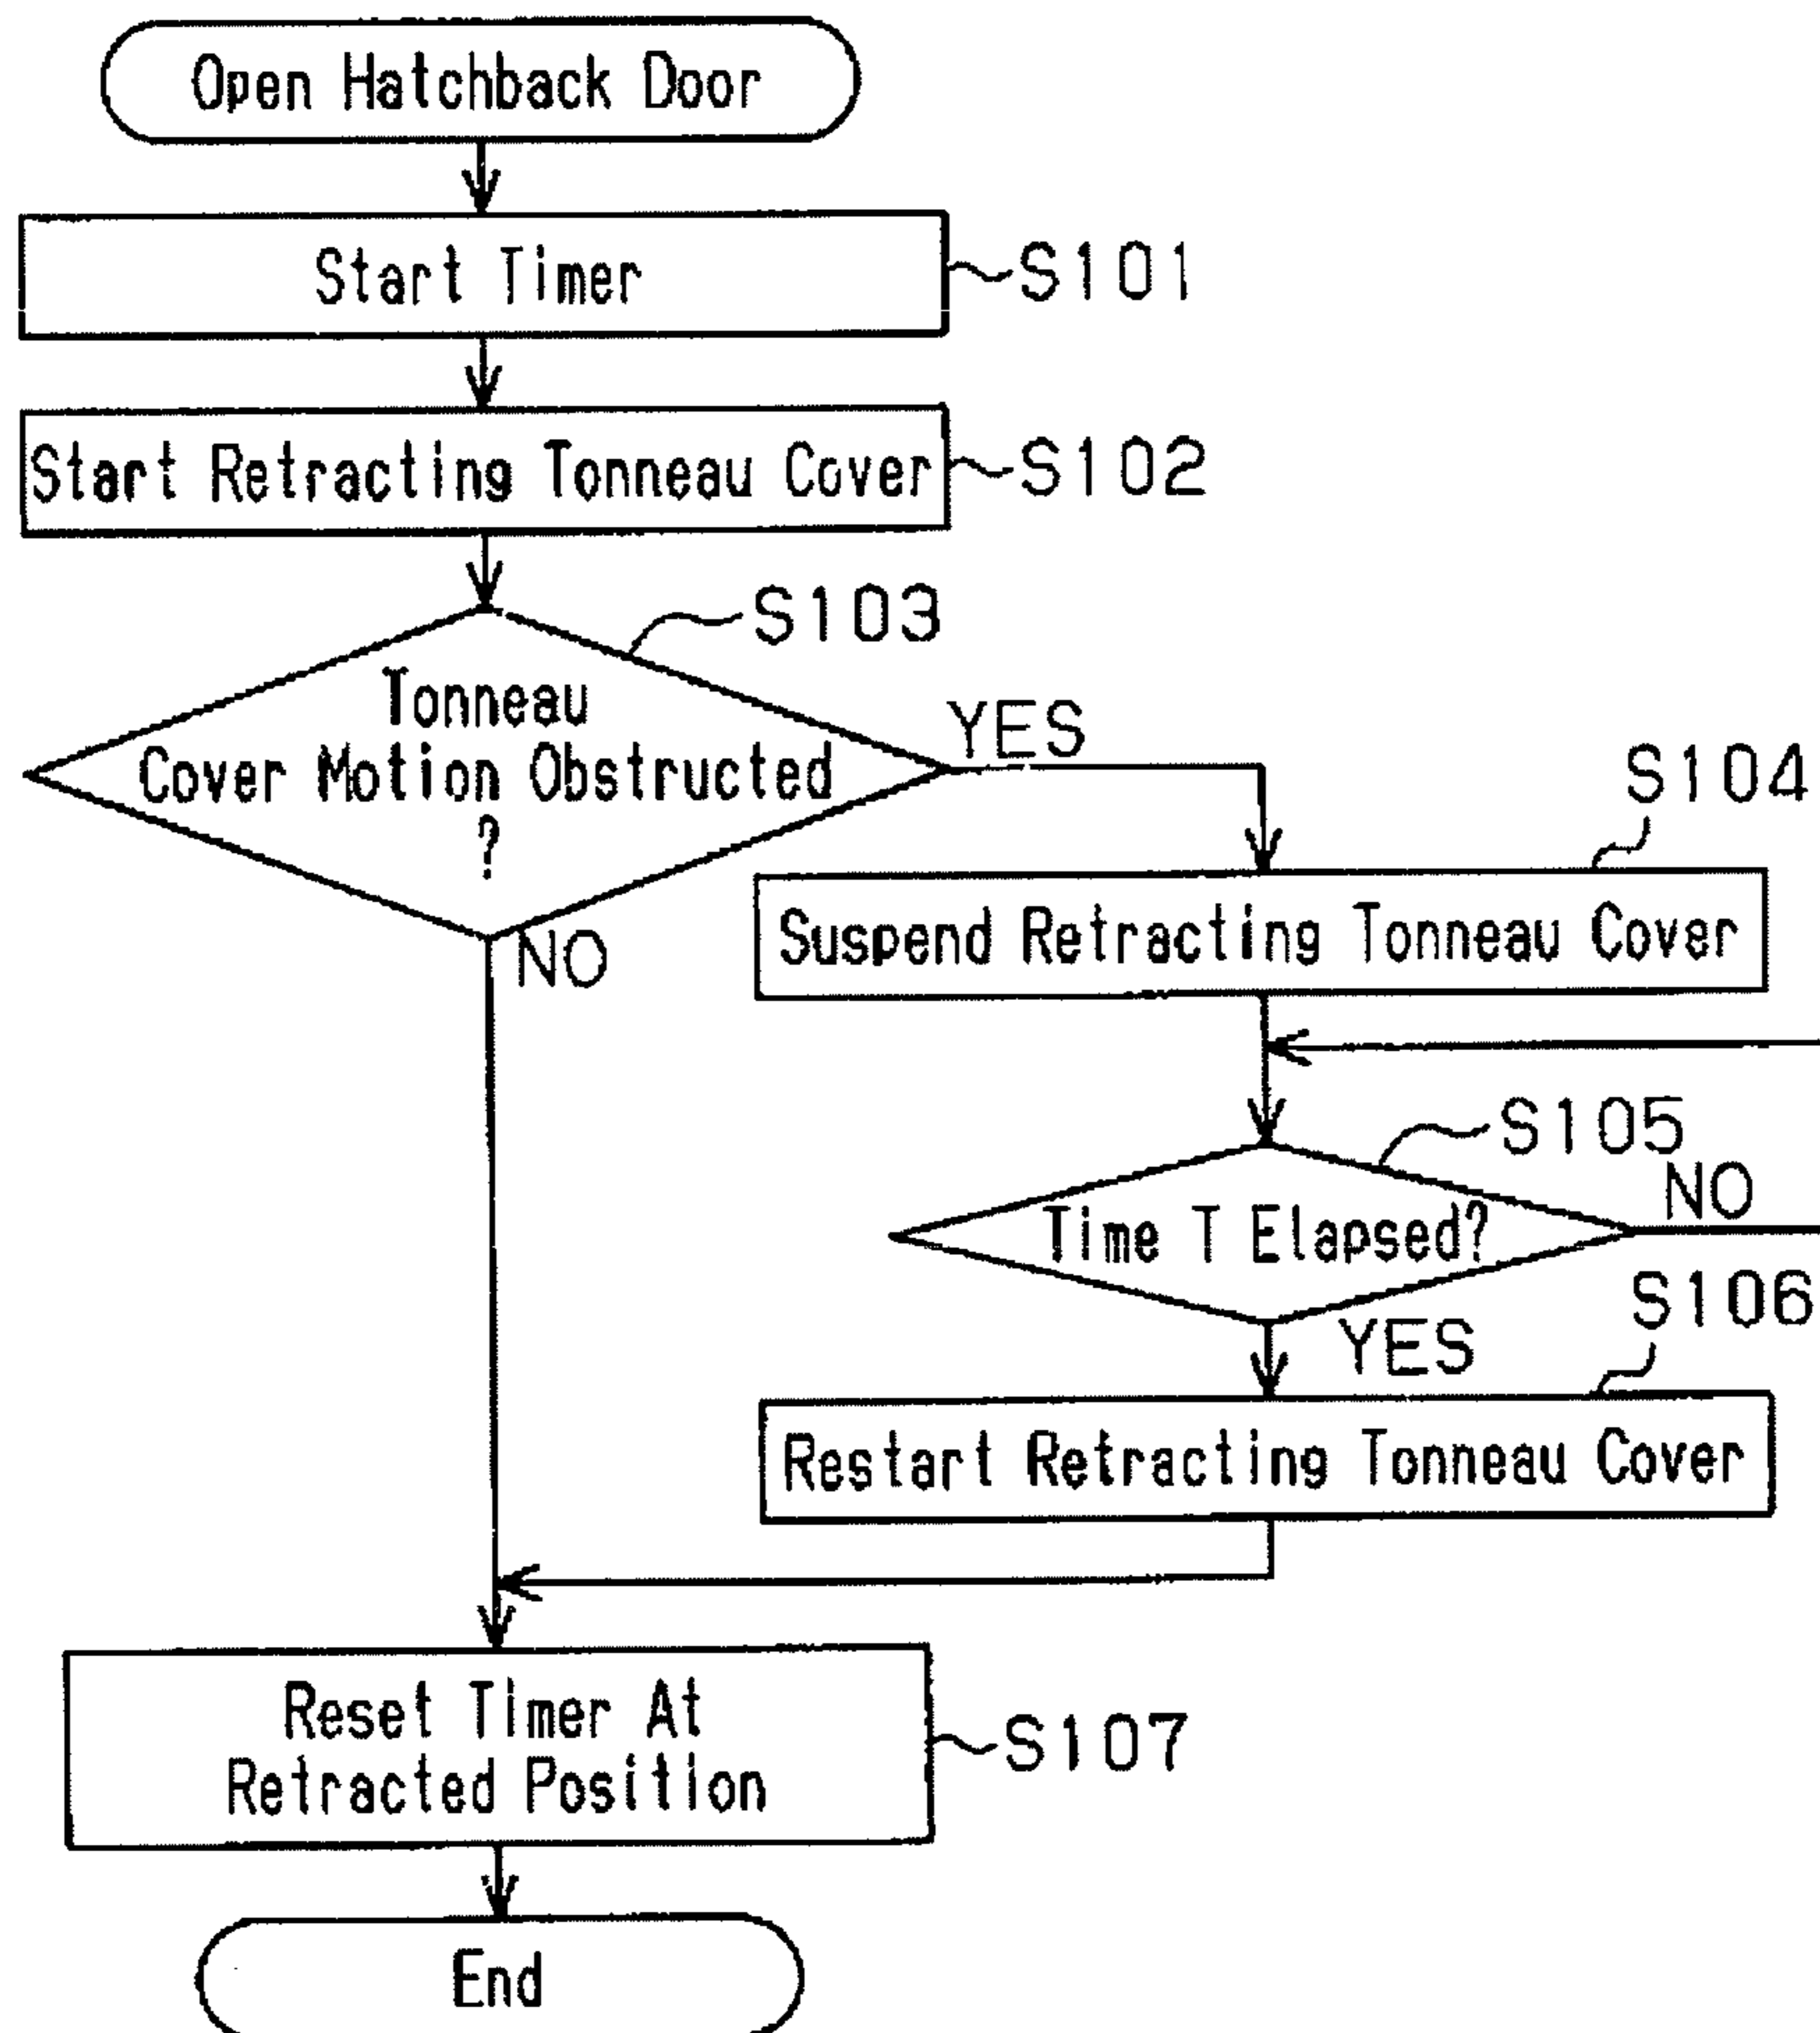 Open Hatchback Door
Start Timer
S101
Start Retracting Tonneau Cover
S102
S103
Tonneau
Cover Motion Obstructed
?
YES
NO
S104
Suspend Retracting Tonneau Cover
S105
Time T Elapsed?
NO
YES
S106
Restart Retracting Tonneau Cover
Reset Timer At
Retracted Position
S107
End